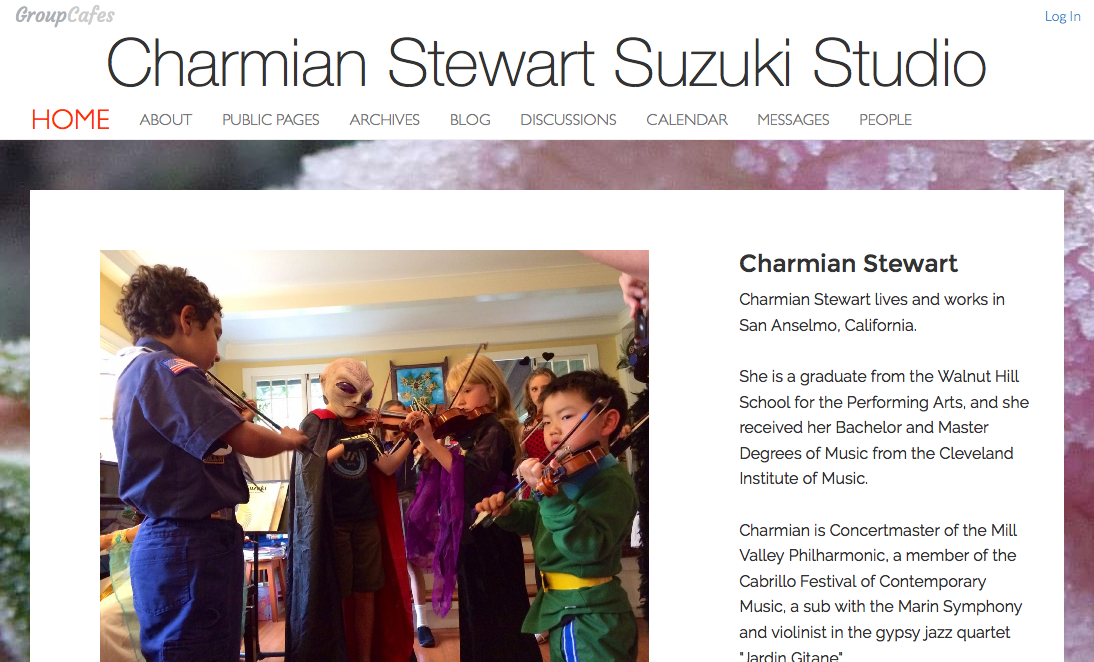 GroupCafes
Log In
Charmian Stewart Suzuki Studio
HOME ABOUT PUBLIC PAGES ARCHIVES BLOG DISCUSSIONS CALENDAR MESSAGES PEOPLE
Charmian Stewart
Charmian Stewart lives and works in
San Anselmo, California.
She is a graduate from the Walnut Hill
School for the Performing Arts, and she
received her Bachelor and Master
Degrees of Music from the Cleveland
Institute of Music.
Charmian is Concertmaster of the Mill
Valley Philharmonic, a member of the
Cabrillo Festival of Contemporary
Music, a sub with the Marin Symphony
and violinist in the gypsy jazz quartet
"Jardin Gitane"